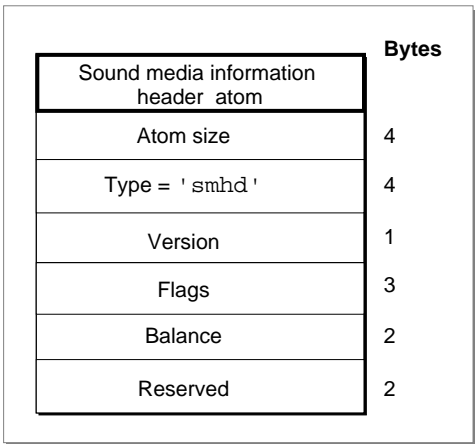 Bytes
Sound media information
header atom
Atom size 4
Type = 'smhd' 4
Version 1
Flags 3
Balance 2
Reserved 2